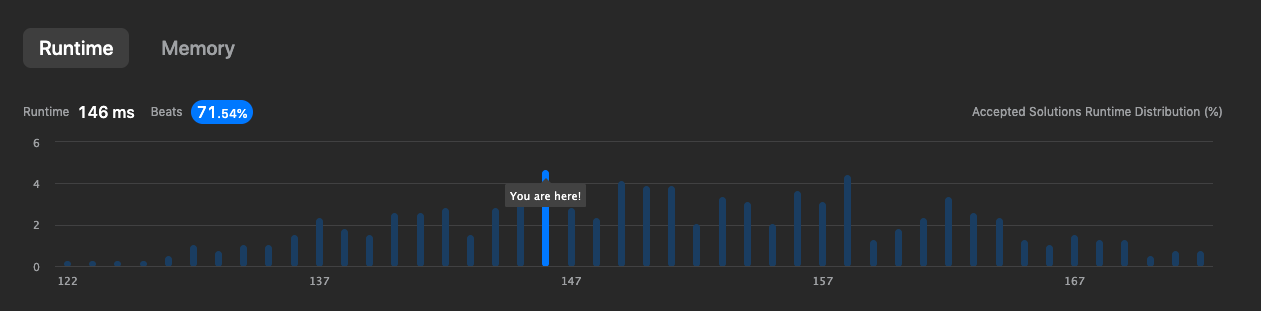 Runtime Memory
Runtime 146 ms Beats 71.54% Accepted Solutions Runtime Distribution (%)
6
4
You are here!
2
0
122 137 147 157 167